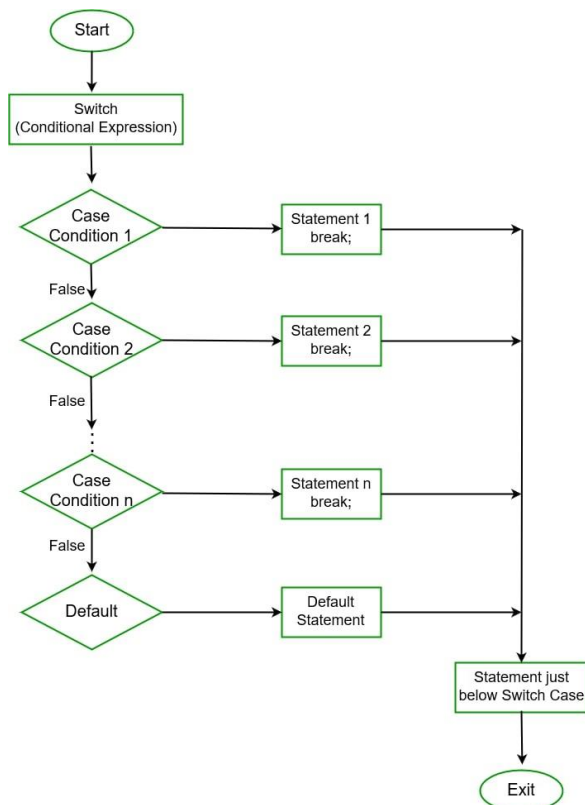 Start
Switch
(Conditional Expression)
Case
Condition 1
Statement 1
break;
False
Case
Condition 2
Statement 2
break;
False
Case
Condition n
Statement n
break;
False
Default
Default
Statement
Statement just
below Switch Case
Exit